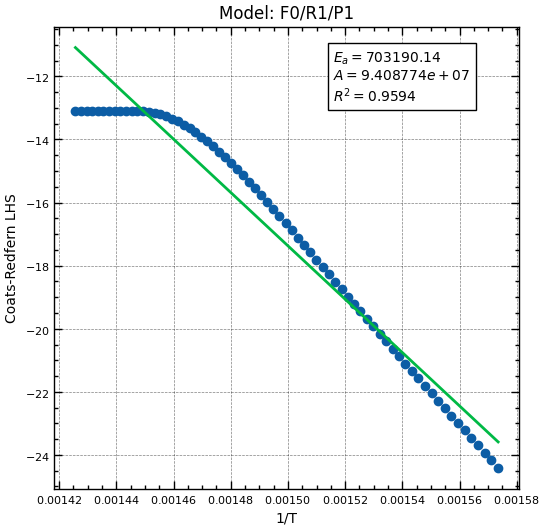 Model: F0/R1/P1
E_a = 703190.14
A = 9.408774e + 07
R^2 = 0.9594
−12
−14
−16
−18
−20
−22
−24
Coats-Redfern LHS
0.00142 0.00144 0.00146 0.00148 0.00150 0.00152 0.00154 0.00156 0.00158
1/T